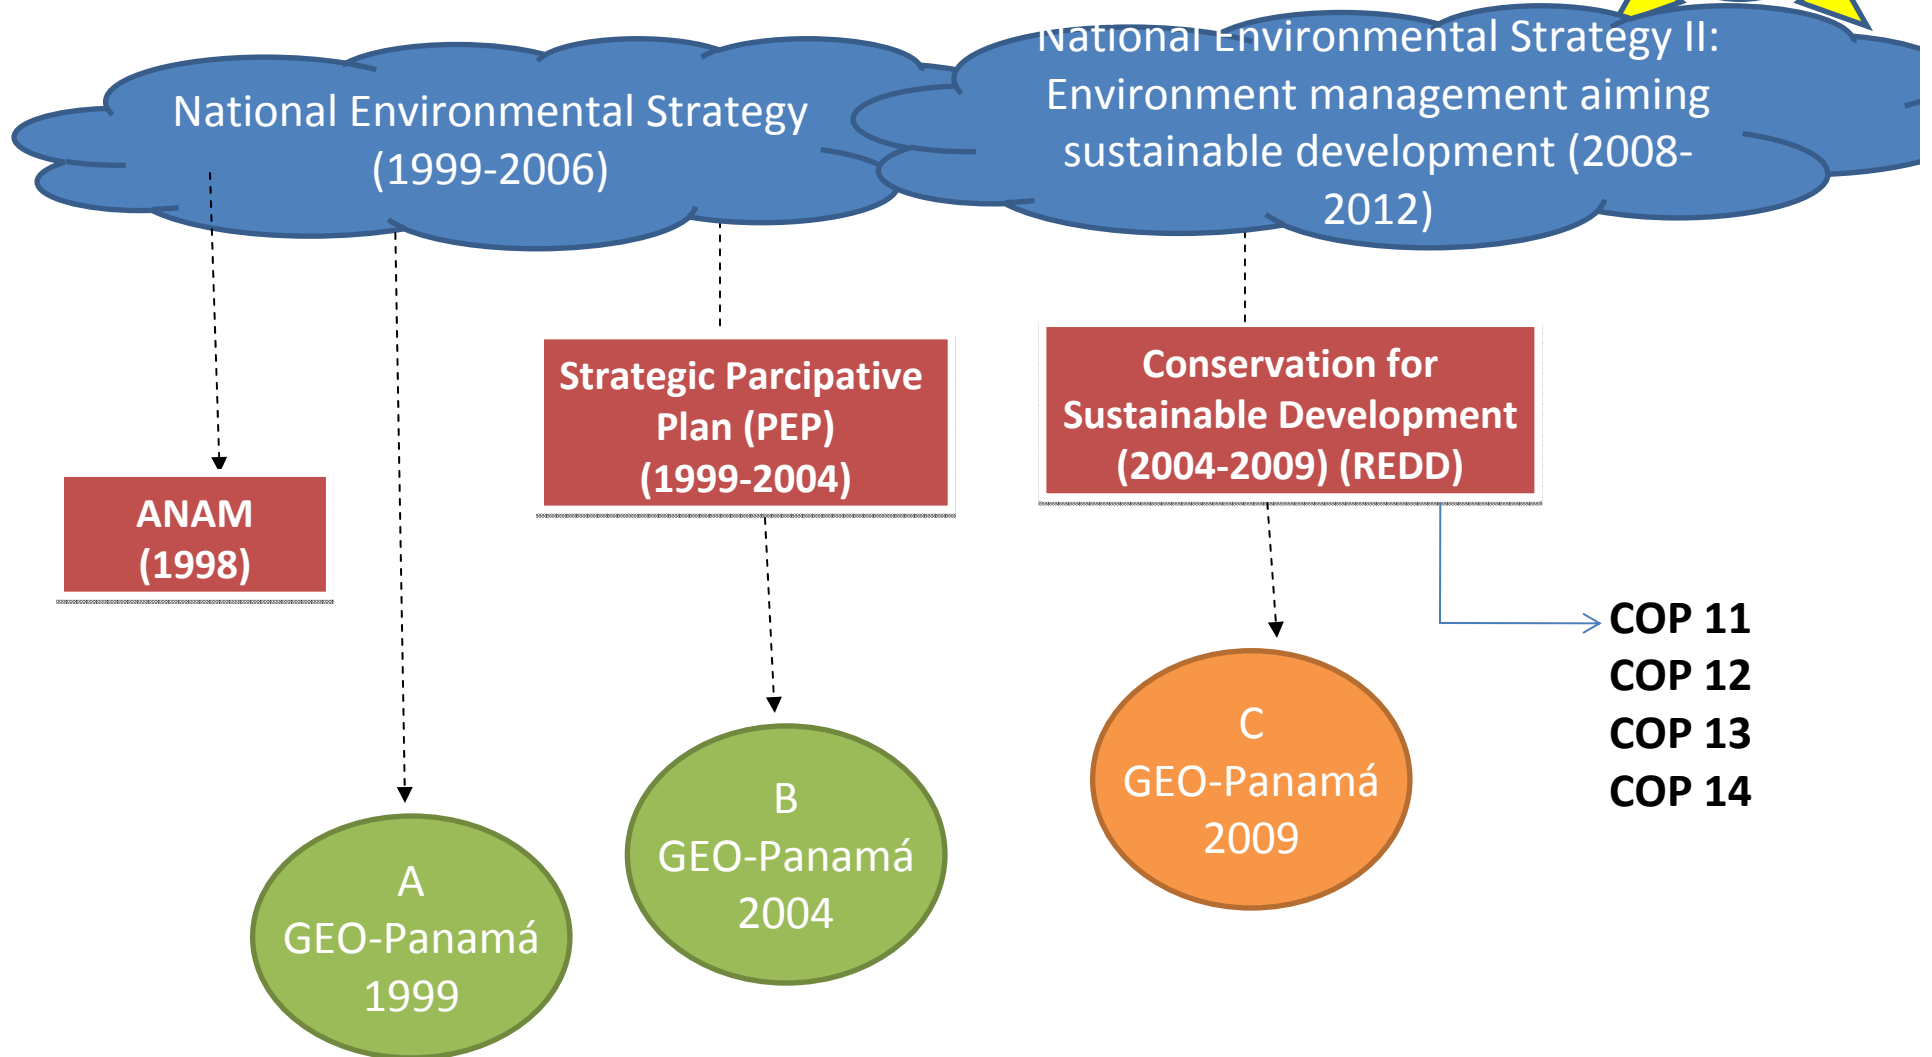 National Environmental Strategy
(1999-2006)
National Environmental Strategy II:
Environment management aiming
sustainable development (2008-
2012)
Strategic Parcipative
Plan (PEP)
(1999-2004)
Conservation for
Sustainable Development
(2004-2009) (REDD)
ANAM
(1998)
COP 11
COP 12
COP 13
COP 14
A
GEO-Panamá
1999
B
GEO-Panamá
2004
C
GEO-Panamá
2009